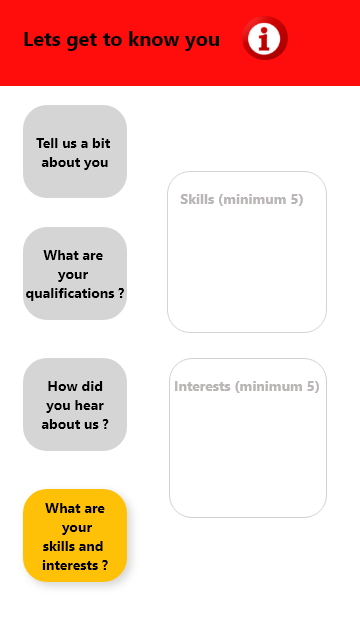 Lets get to know you
i
Tell us a bit
about you
Skills (minimum 5)
What are
your
qualifications ?
How did
you hear
about us ?
Interests (minimum 5)
What are
your
skills and
interests ?